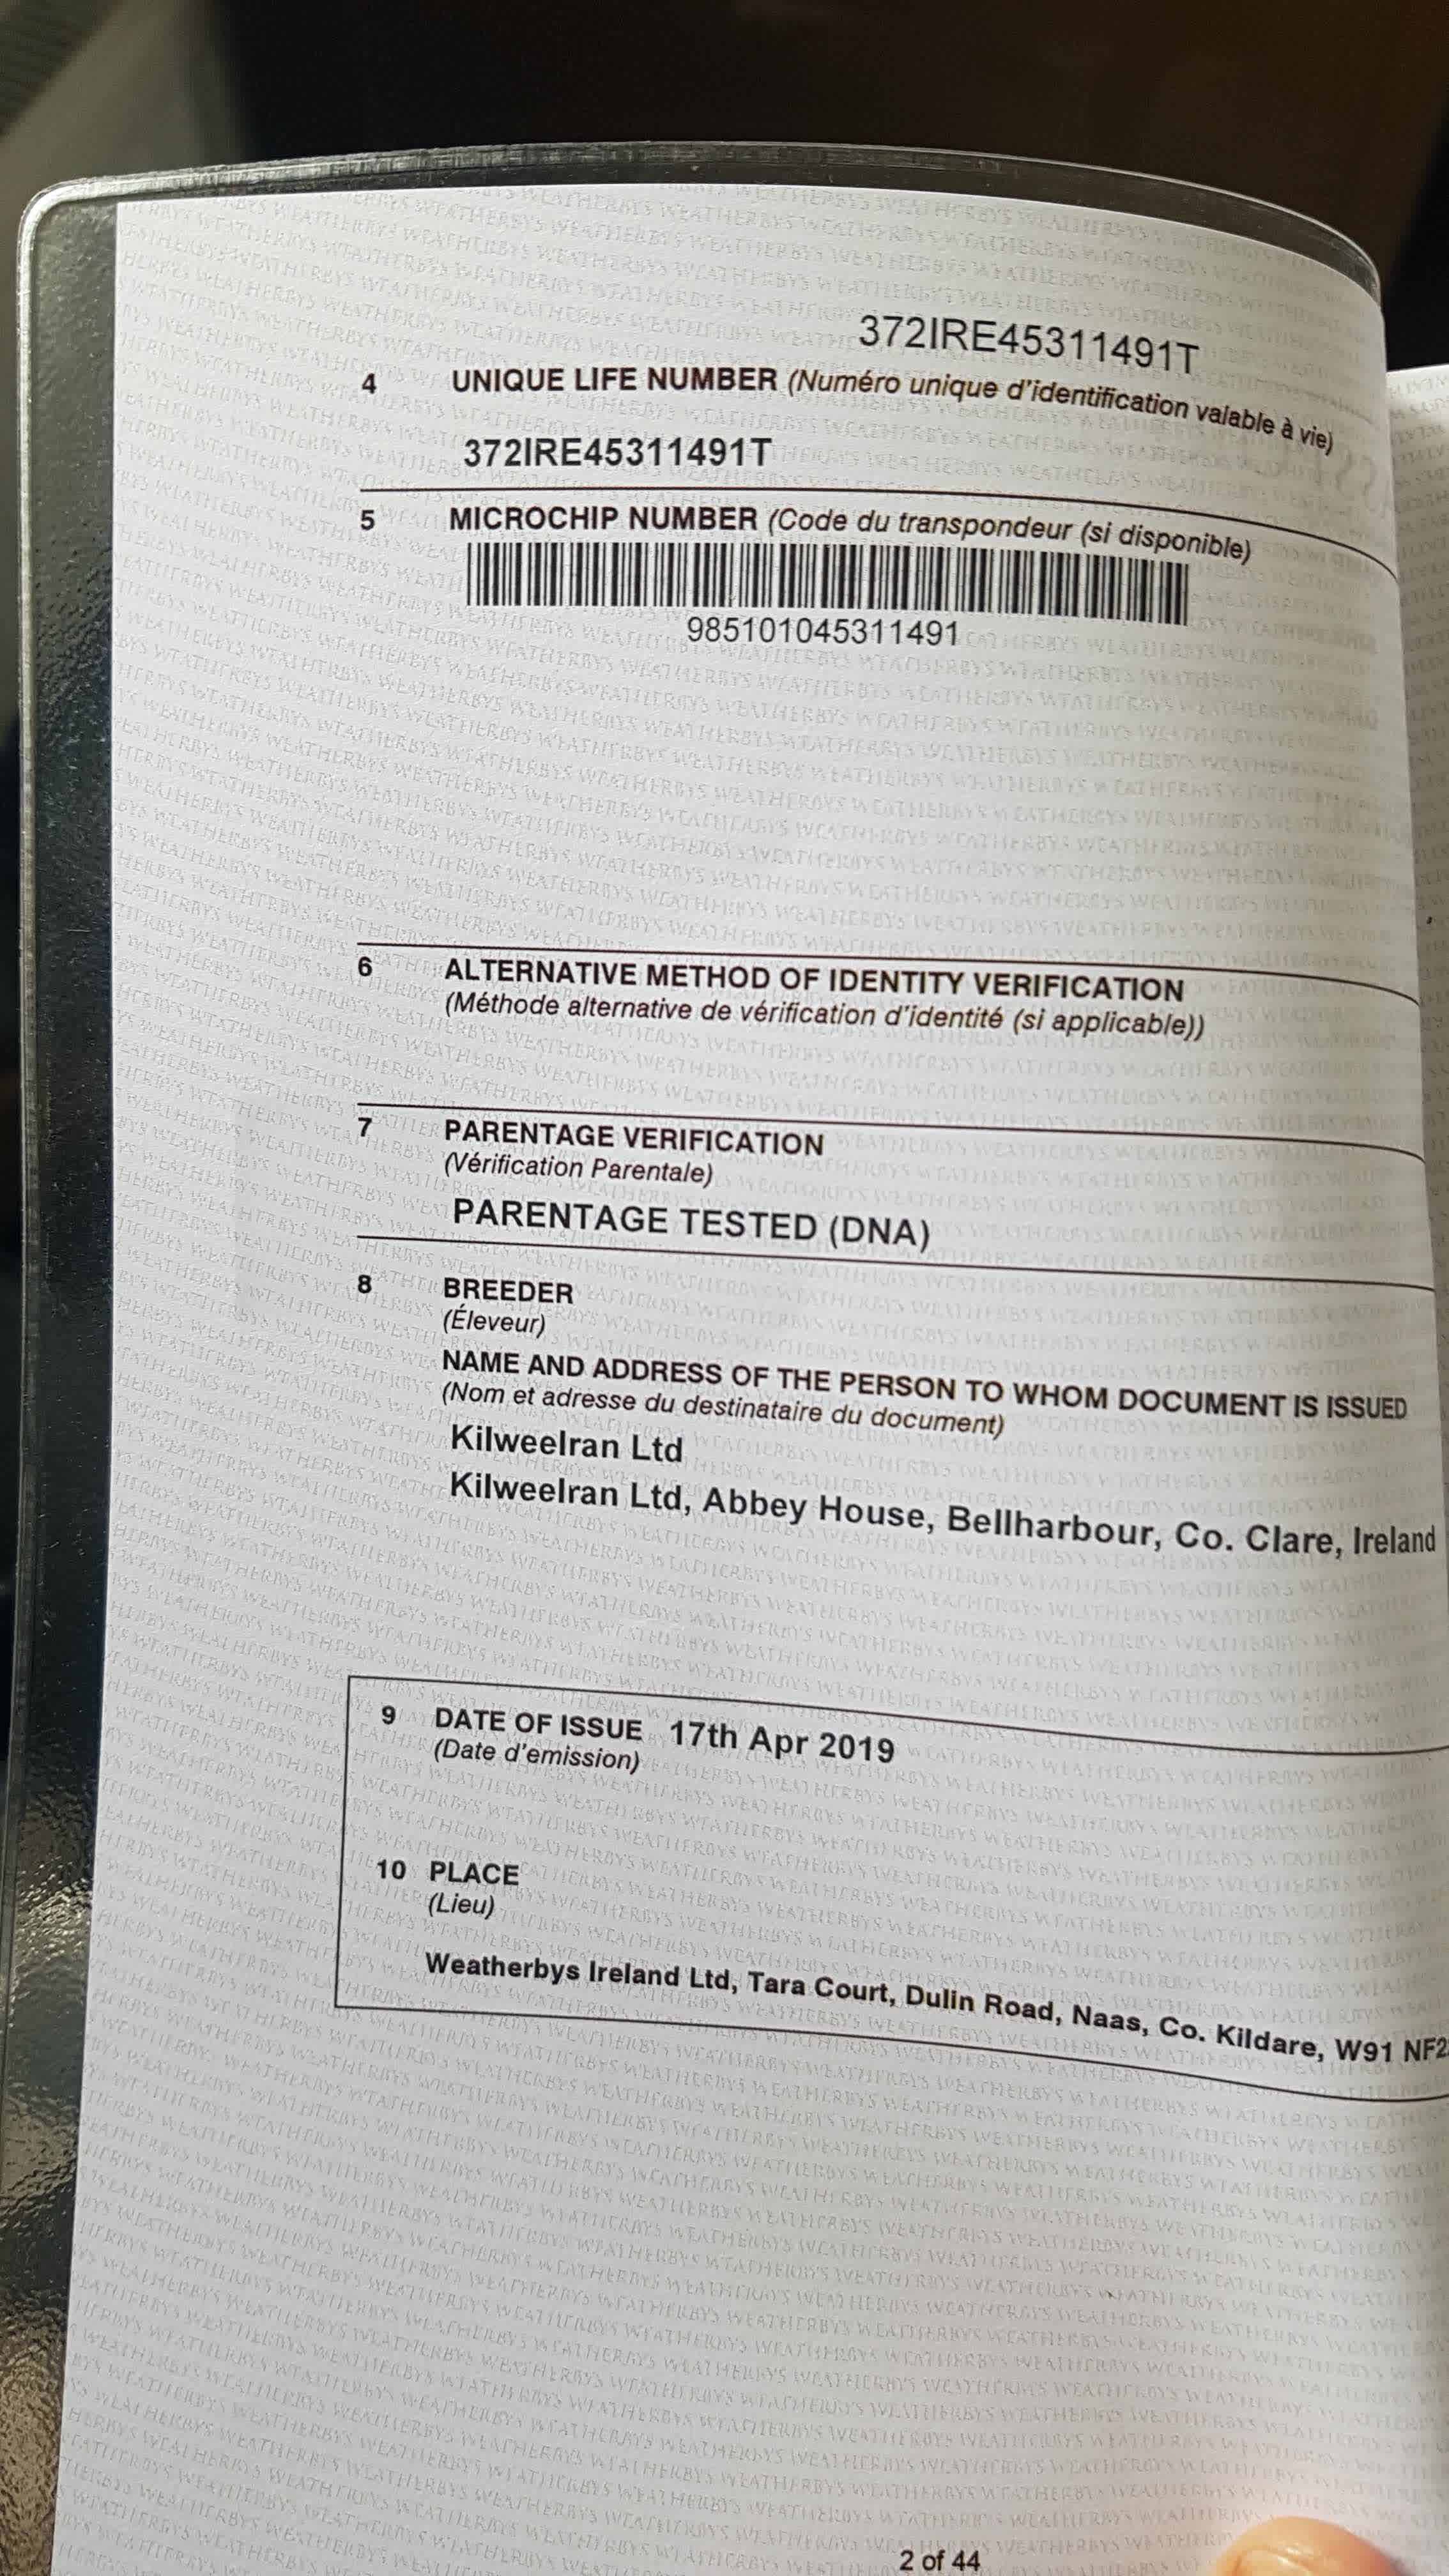 372IRE45311491T
4 UNIQUE LIFE NUMBER (Numéro unique d'identification valable à vie)
372IRE45311491T
5 MICROCHIP NUMBER (Code du transpondeur (si disponible)
985101045311491
6 ALTERNATIVE METHOD OF IDENTITY VERIFICATION
(Méthode alternative de vérification d'identité (si applicable))
7 PARENTAGE VERIFICATION
(Vérification Parentale)
PARENTAGE TESTED (DNA)
8 BREEDER
(Éleveur)
NAME AND ADDRESS OF THE PERSON TO WHOM DOCUMENT IS ISSUED
(Nom et adresse du destinataire du document)
Kilweelran Ltd
Kilweelran Ltd, Abbey House, Bellharbour, Co. Clare, Ireland
9 DATE OF ISSUE 17th Apr 2019
(Date d'emission)
10 PLACE
(Lieu)
Weatherbys Ireland Ltd, Tara Court, Dulin Road, Naas, Co. Kildare, W91
2 of 44